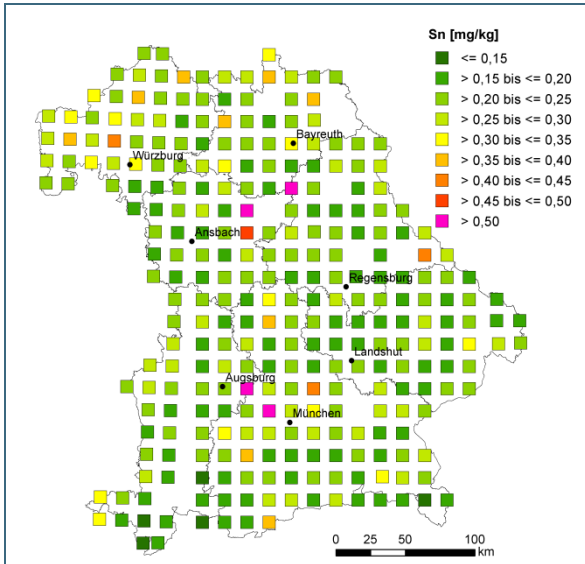 Sn [mg/kg]
<= 0,15
> 0,15 bis <= 0,20
> 0,20 bis <= 0,25
> 0,25 bis <= 0,30
> 0,30 bis <= 0,35
> 0,35 bis <= 0,40
> 0,40 bis <= 0,45
> 0,45 bis <= 0,50
> 0,50
Bayreuth
Würzburg
Ansbach
Regensburg
Landshut
Augsburg
München
0 25 50 100
km